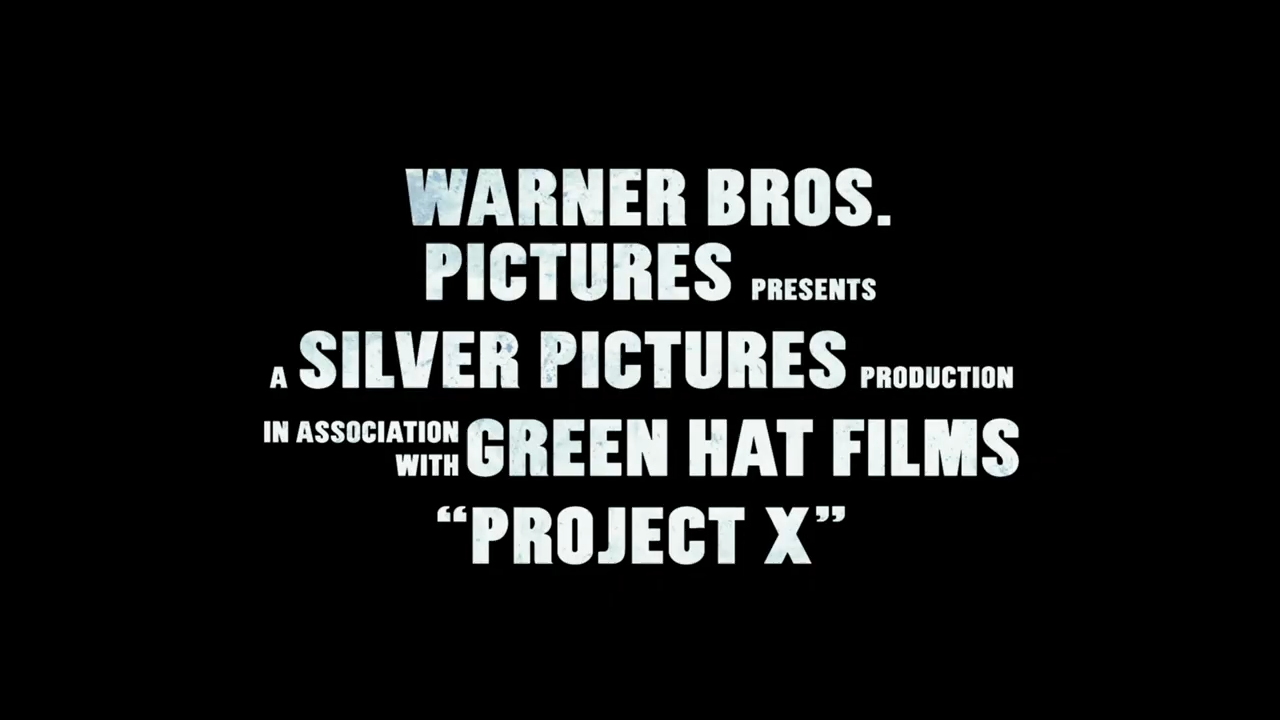 WARNER BROS.
PICTURES PRESENTS
A SILVER PICTURES PRODUCTION
IN ASSOCIATION WITH GREEN HAT FILMS
“PROJECT X”